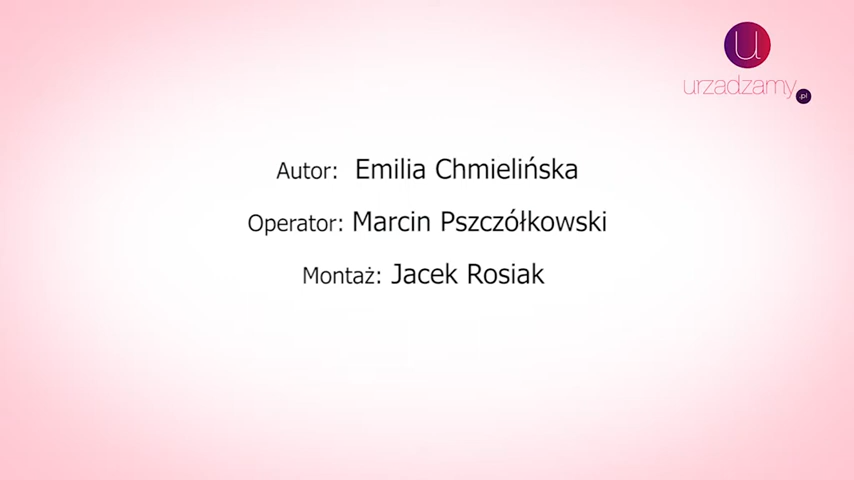 u
urzadzamy.pl
Autor: Emilia Chmielińska
Operator: Marcin Pszczółkowski
Montaż: Jacek Rosiak